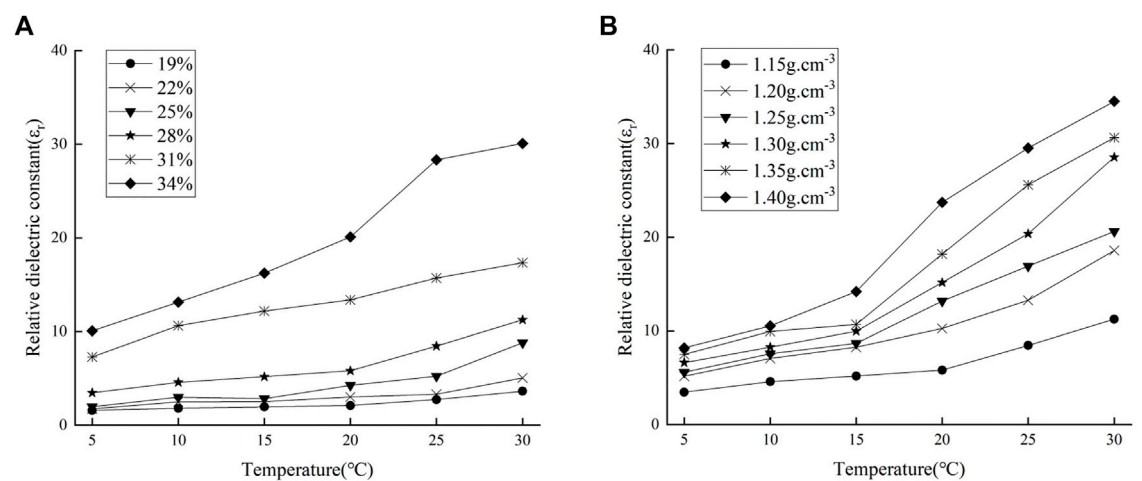 A
40
30
20
10
0
Relative dielectric constant(εr)
19%
22%
25%
28%
31%
34%
5 10 15 20 25 30
Temperature(℃)
B
40
30
20
10
0
Relative dielectric constant(εr)
1.15g.cm-3
1.20g.cm-3
1.25g.cm-3
1.30g.cm-3
1.35g.cm-3
1.40g.cm-3
5 10 15 20 25 30
Temperature(℃)